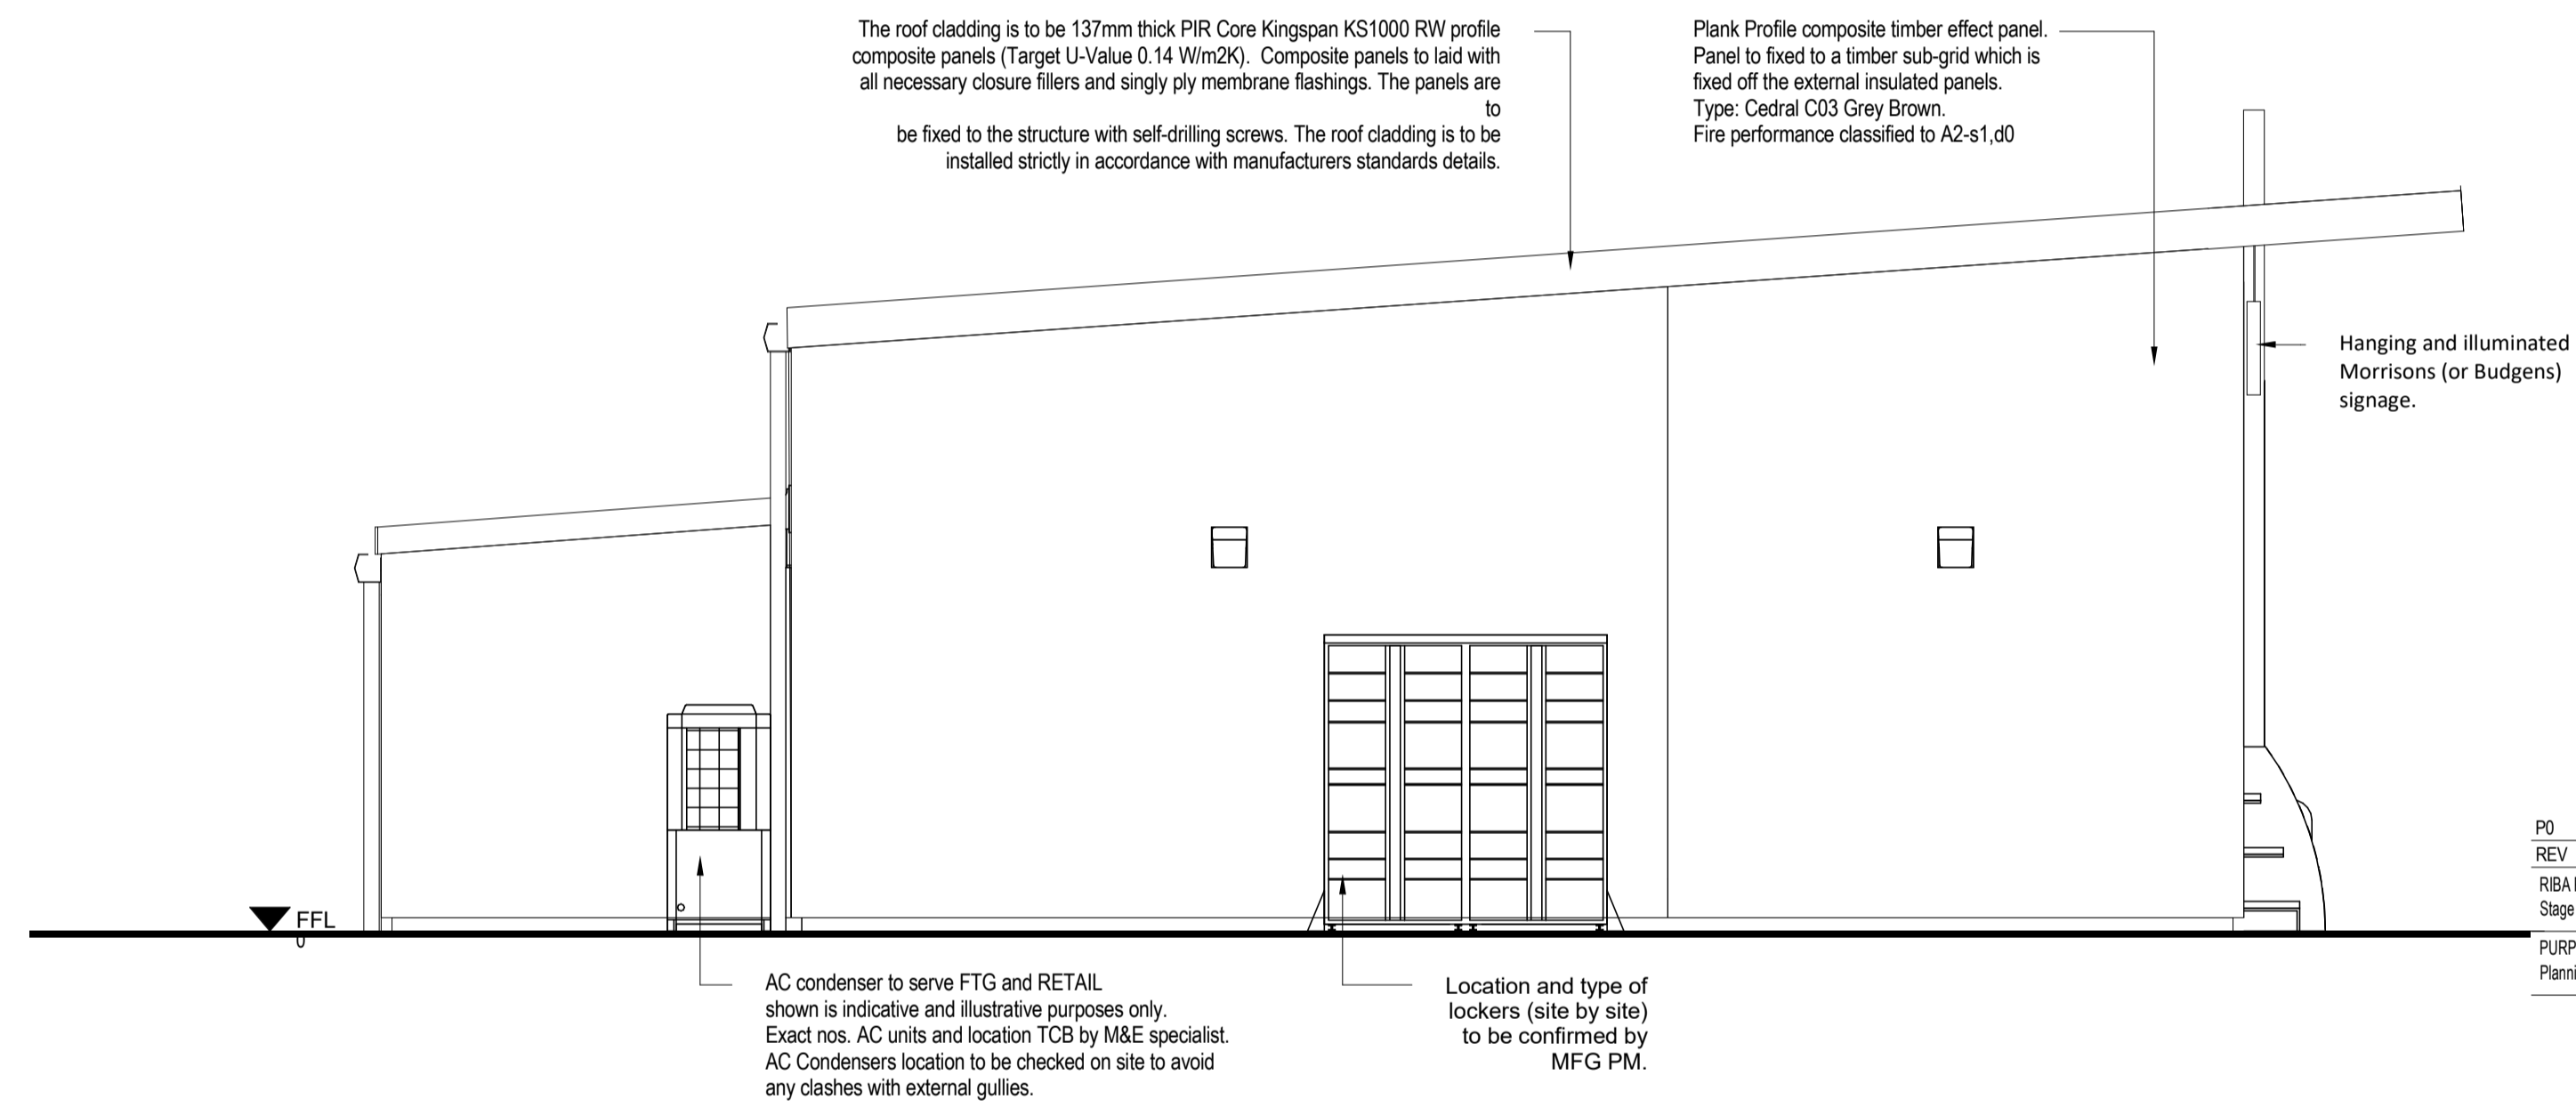 The roof cladding is to be 137mm thick PIR Core Kingspan KS1000 RW profile
composite panels (Target U-Value 0.14 W/m2K). Composite panels to laid with
all necessary closure fillers and singly ply membrane flashings. The panels are
to
be fixed to the structure with self-drilling screws. The roof cladding is to be
installed strictly in accordance with manufacturers standards details.
Plank Profile composite timber effect panel.
Panel to fixed to a timber sub-grid which is
fixed off the external insulated panels.
Type: Cedral C03 Grey Brown.
Fire performance classified to A2-s1,d0
Hanging and illuminated
Morrisons (or Budgens)
signage.
FFL
0
AC condenser to serve FTG and RETAIL
shown is indicative and illustrative purposes only.
Exact nos. AC units and location TCB by M&E specialist.
AC Condensers location to be checked on site to avoid
any clashes with external gullies.
Location and type of
lockers (site by site)
to be confirmed by
MFG PM.
P0
REV
RIBA
Stage
PURP
Planni